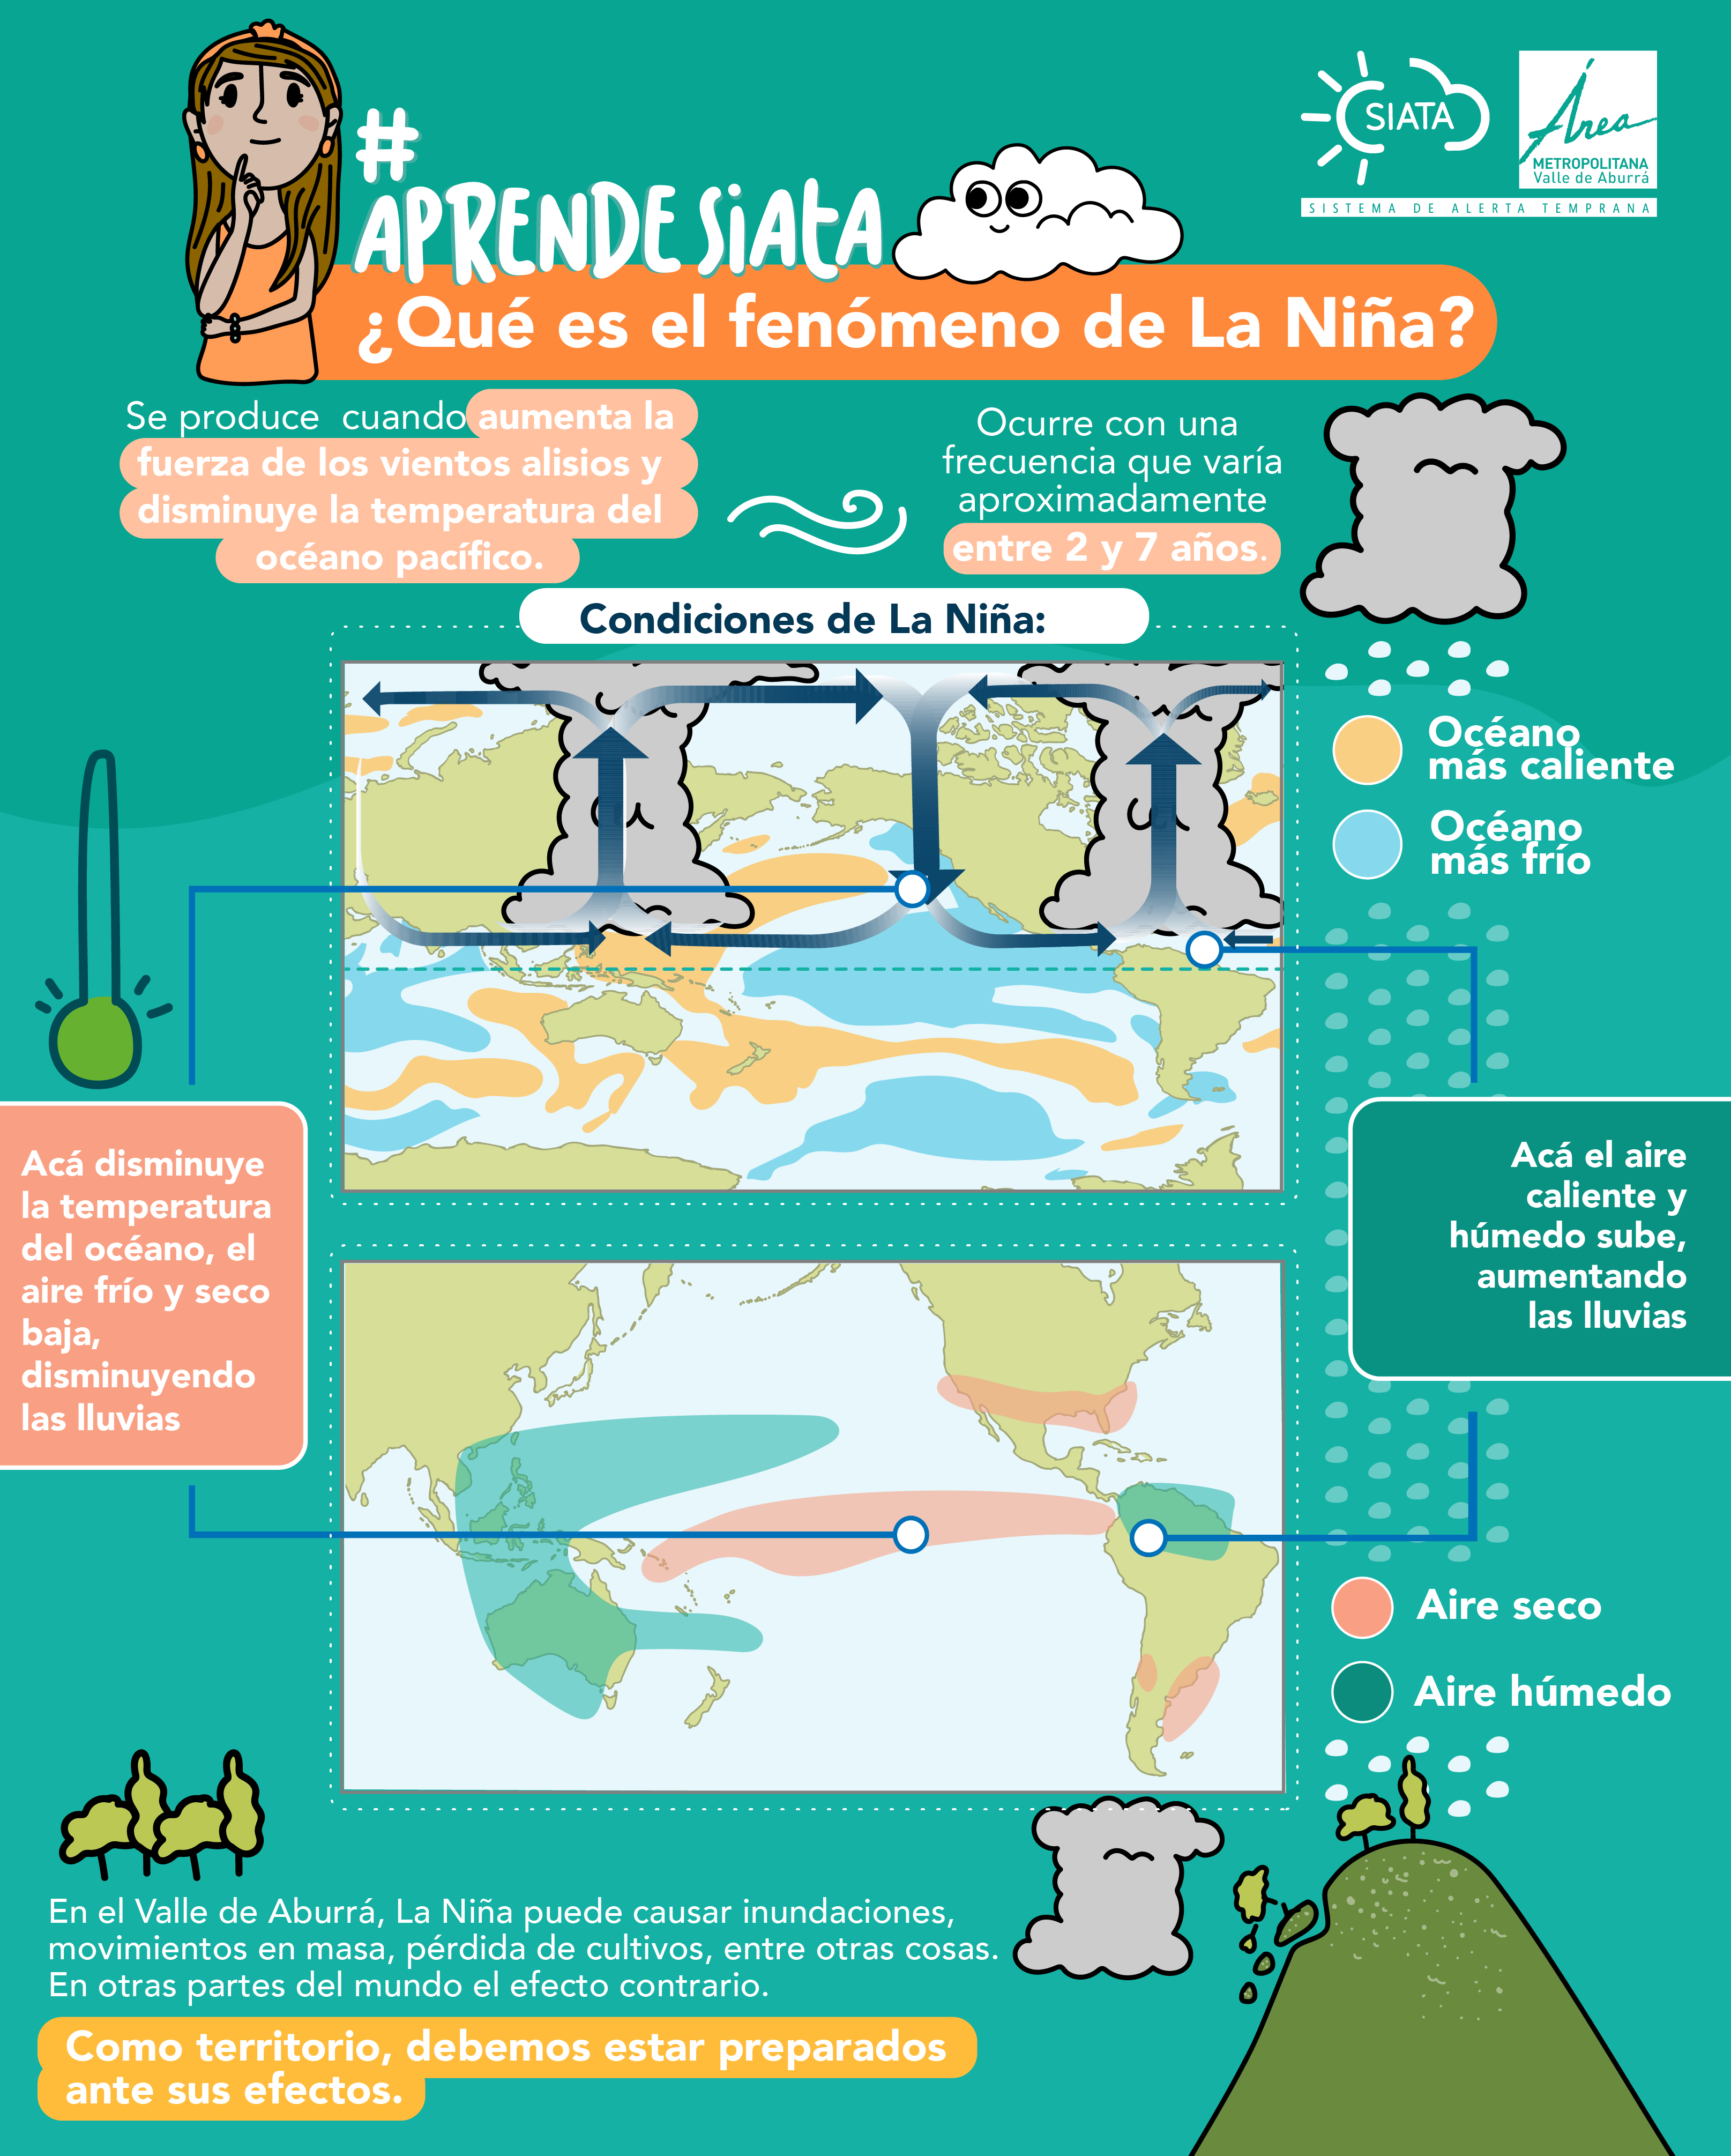 #
APRENDE SiAtA
SIATA
Área
METROPOLITANA
Valle de Aburrá
SISTEMA DE ALERTA TEMPRANA
¿Qué es el fenómeno de La Niña?
Se produce cuando aumenta la
fuerza de los vientos alisios y
disminuye la temperatura del
océano pacífico.
Ocurre con una
frecuencia que varía
aproximadamente
entre 2 y 7 años.
Condiciones de La Niña:
Océano
más caliente
Océano
más frío
Acá disminuye
la temperatura
del océano, el
aire frío y seco
baja,
disminuyendo
las lluvias
Acá el aire
caliente y
húmedo sube,
aumentando
las lluvias
Aire seco
Aire húmedo
En el Valle de Aburrá, La Niña puede causar inundaciones,
movimientos en masa, pérdida de cultivos, entre otras cosas.
En otras partes del mundo el efecto contrario.
Como territorio, debemos estar preparados
ante sus efectos.